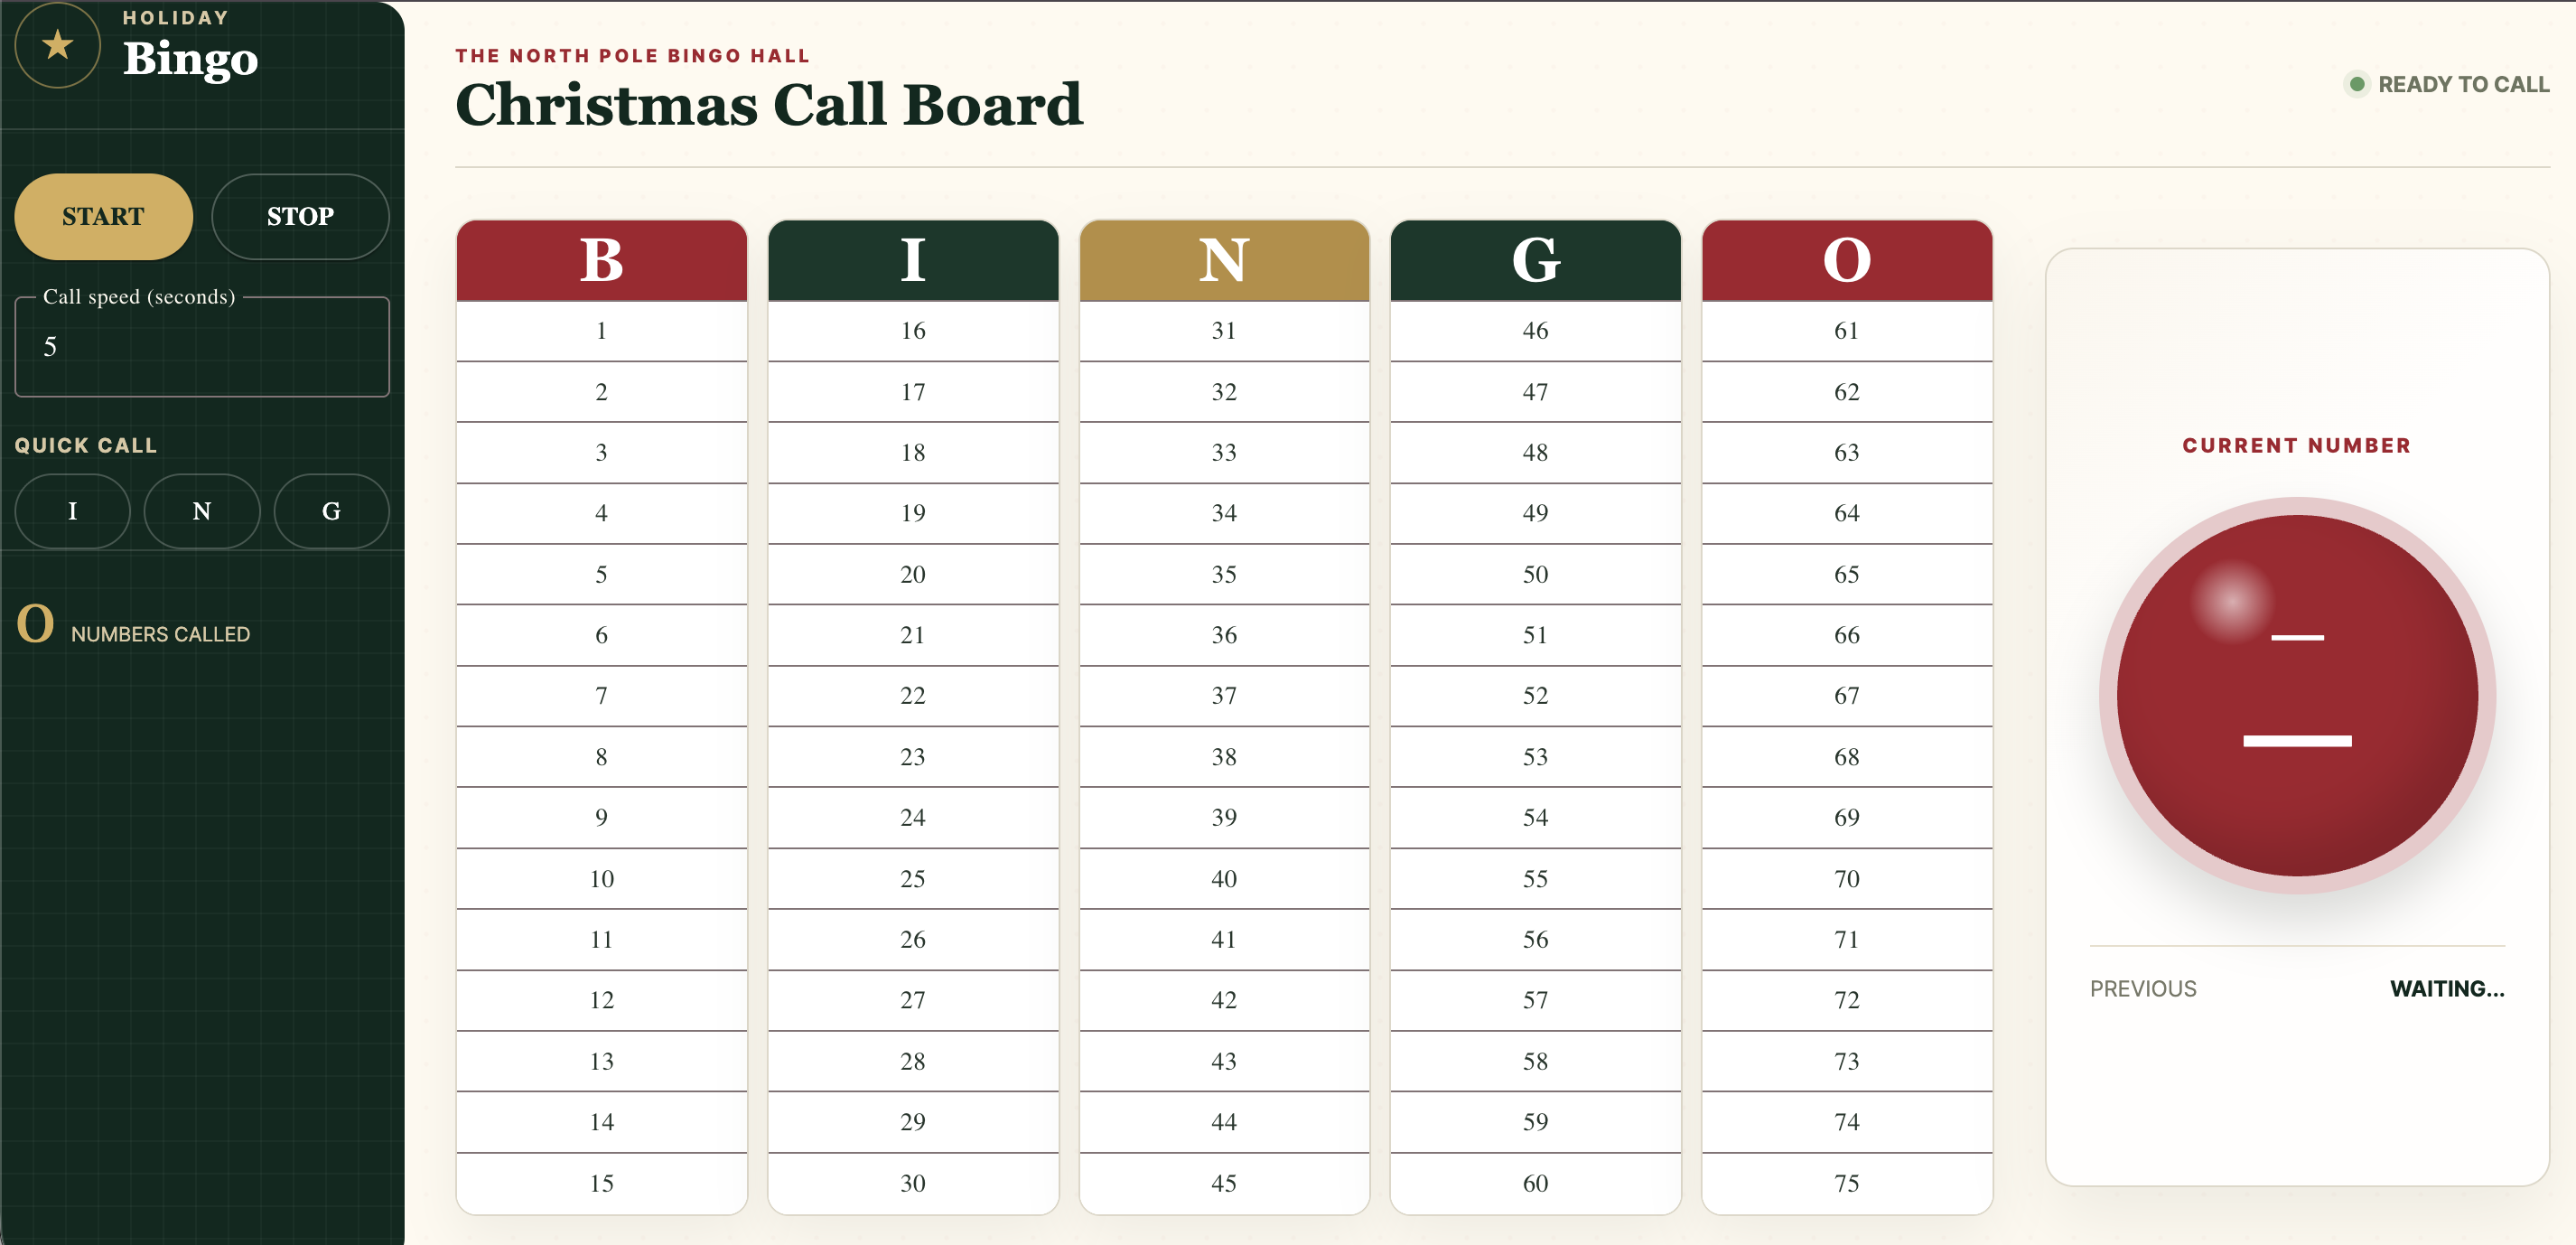 HOLIDAY
Bingo
START STOP
Call speed (seconds)
5
QUICK CALL
I N G
0 NUMBERS CALLED
THE NORTH POLE BINGO HALL
Christmas Call Board
READY TO CALL
B I N G O
1 16 31 46 61
2 17 32 47 62
3 18 33 48 63
4 19 34 49 64
5 20 35 50 65
6 21 36 51 66
7 22 37 52 67
8 23 38 53 68
9 24 39 54 69
10 25 40 55 70
11 26 41 56 71
12 27 42 57 72
13 28 43 58 73
14 29 44 59 74
15 30 45 60 75
CURRENT NUMBER
—
—
PREVIOUS WAITING...